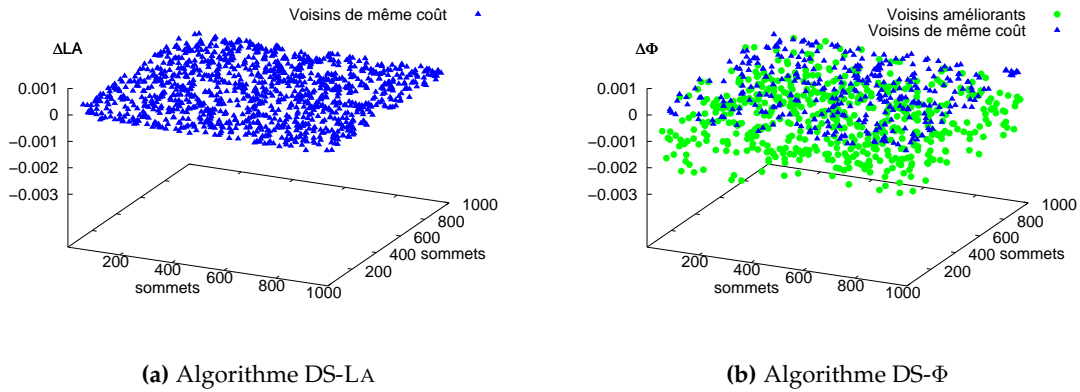 Voisins de même coût
ΔLA
0.001
0
−0.001
−0.002
−0.003
200
400
600
800
1000
sommets
200
400
600
800
1000
sommets
(a) Algorithme DS-LA
Voisins améliorants
Voisins de même coût
ΔΦ
0.001
0
−0.001
−0.002
−0.003
200
400
600
800
1000
sommets
200
400
600
800
1000
sommets
(b) Algorithme DS-Φ